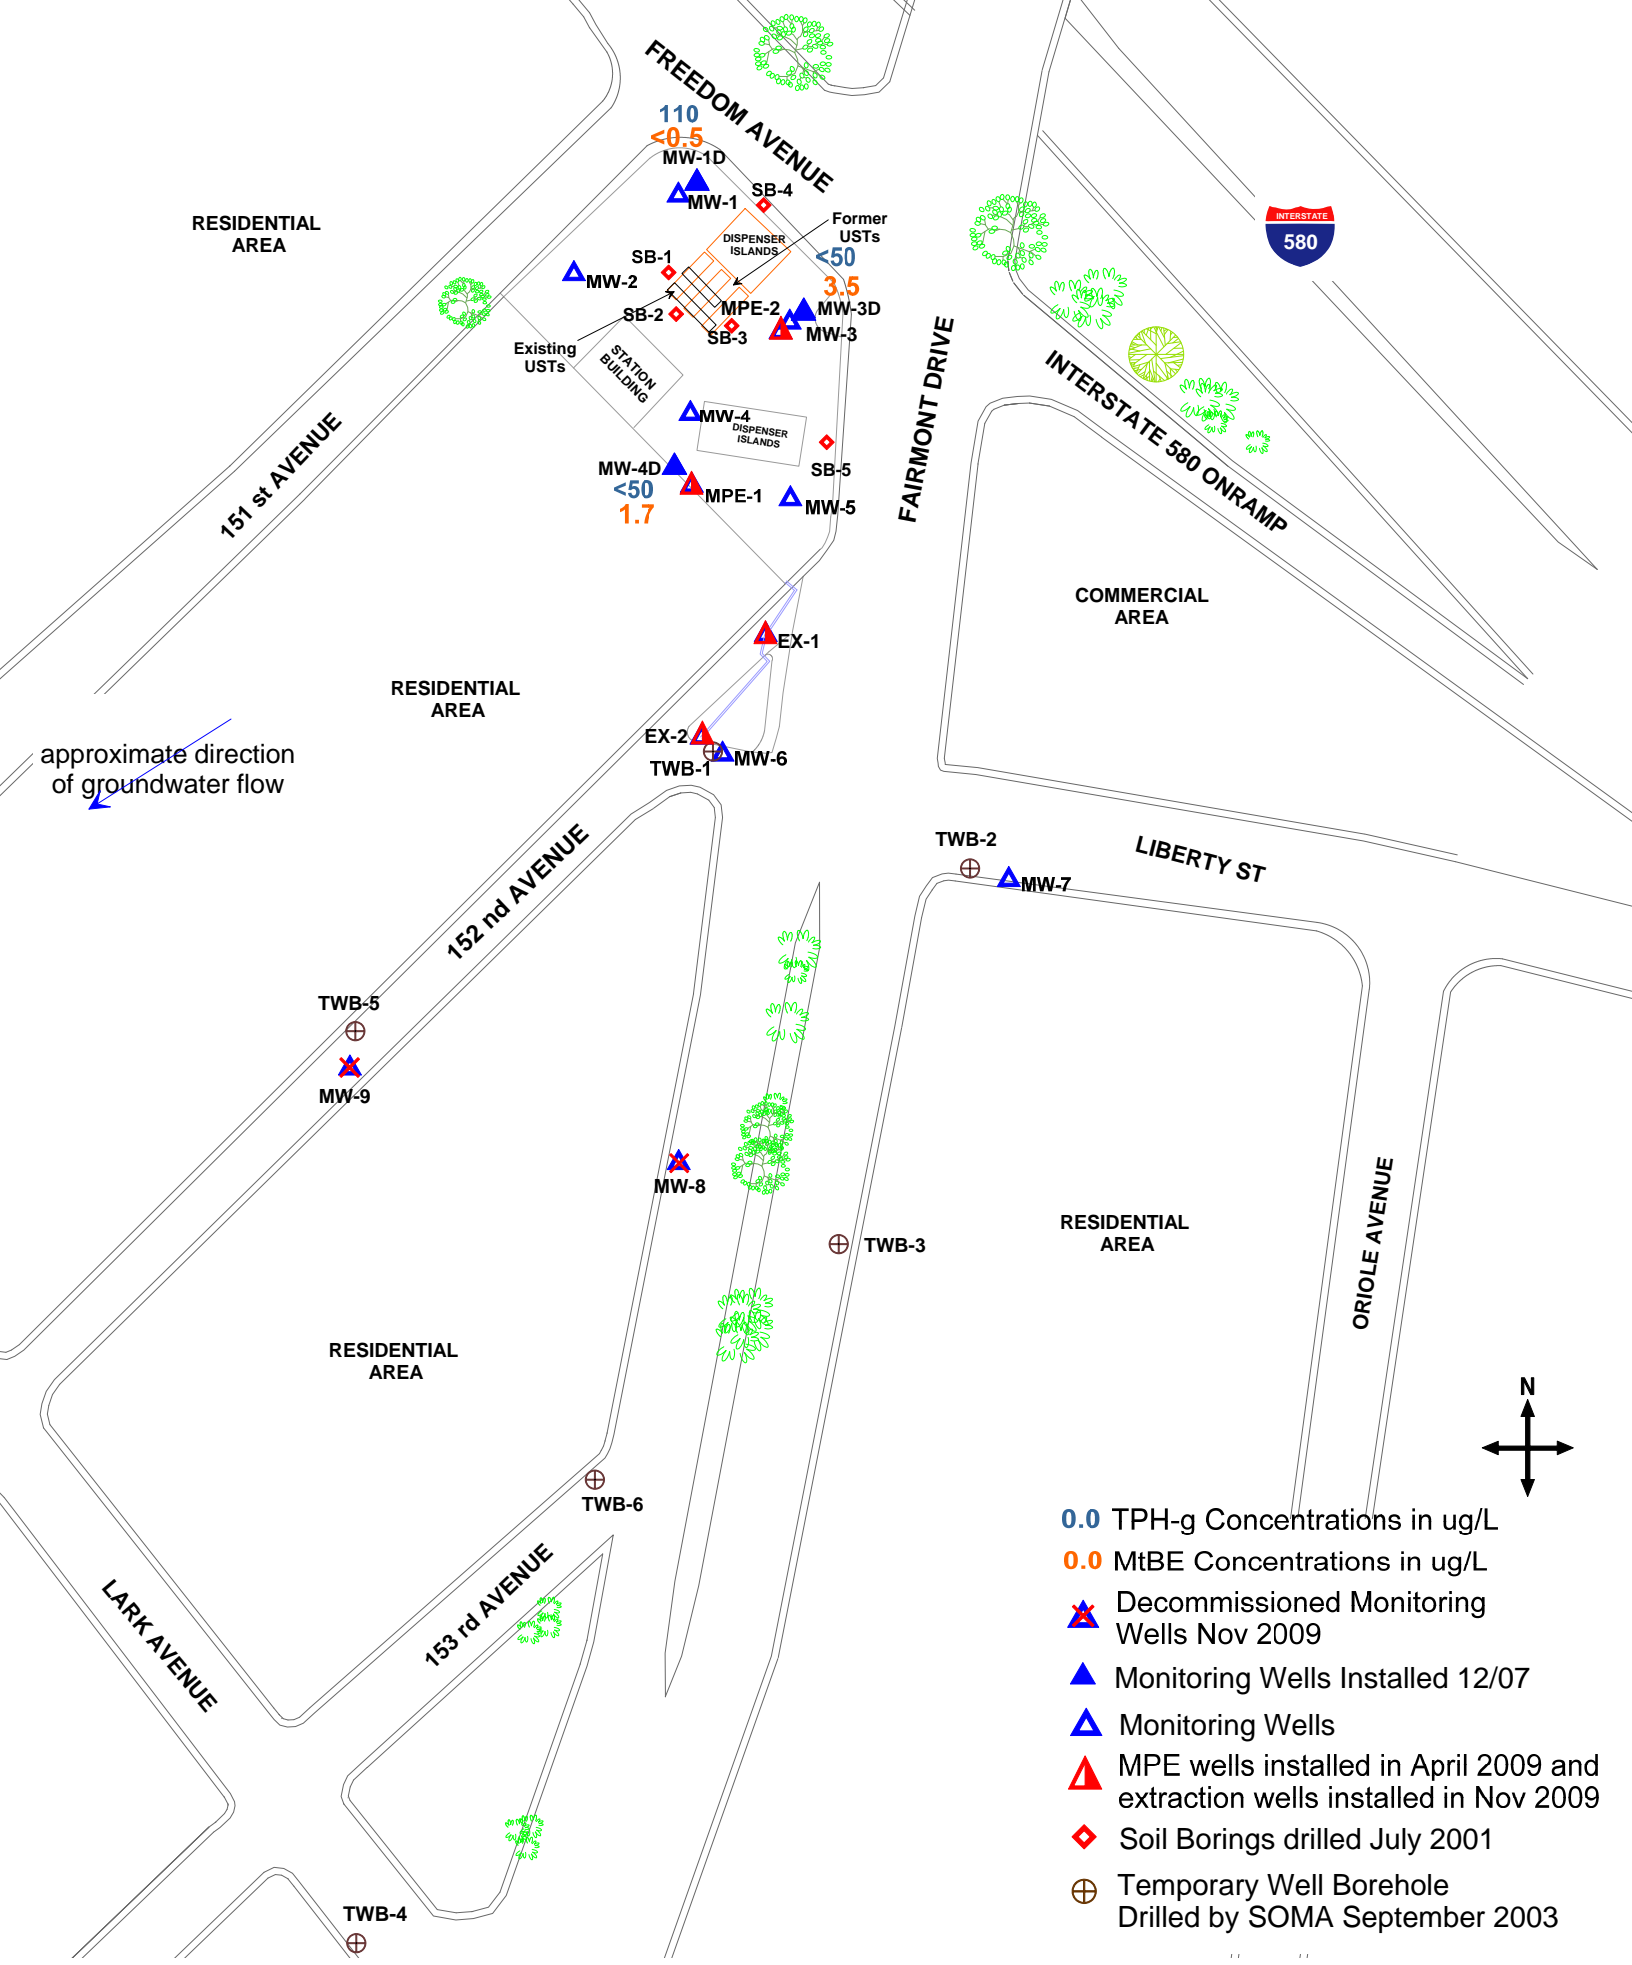 FREEDOM AVENUE
110
<0.5
MW-1D
MW-1
SB-4
RESIDENTIAL
AREA
Former
USTs
DISPENSER
ISLANDS
INTERSTATE
580
SB-1
<50
MW-2
3.5
MPE-2
MW-3D
SB-2
SB-3
MW-3
Existing
USTs
STATION
BUILDING
FAIRMONT DRIVE
INTERSTATE 580 ONRAMP
MW-4
DISPENSER
ISLANDS
151 st AVENUE
MW-4D
SB-5
<50
MPE-1
1.7
MW-5
COMMERCIAL
AREA
EX-1
RESIDENTIAL
AREA
EX-2
approximate direction
of groundwater flow
TWB-1
MW-6
152 nd AVENUE
TWB-2
LIBERTY ST
MW-7
TWB-5
MW-9
MW-8
TWB-3
RESIDENTIAL
AREA
ORIOLE AVENUE
RESIDENTIAL
AREA
N
TWB-6
LARK AVENUE
153 rd AVENUE
TWB-4
0.0 TPH-g Concentrations in ug/L
0.0 MtBE Concentrations in ug/L
Decommissioned Monitoring
Wells Nov 2009
Monitoring Wells Installed 12/07
Monitoring Wells
MPE wells installed in April 2009 and
extraction wells installed in Nov 2009
Soil Borings drilled July 2001
Temporary Well Borehole
Drilled by SOMA September 2003